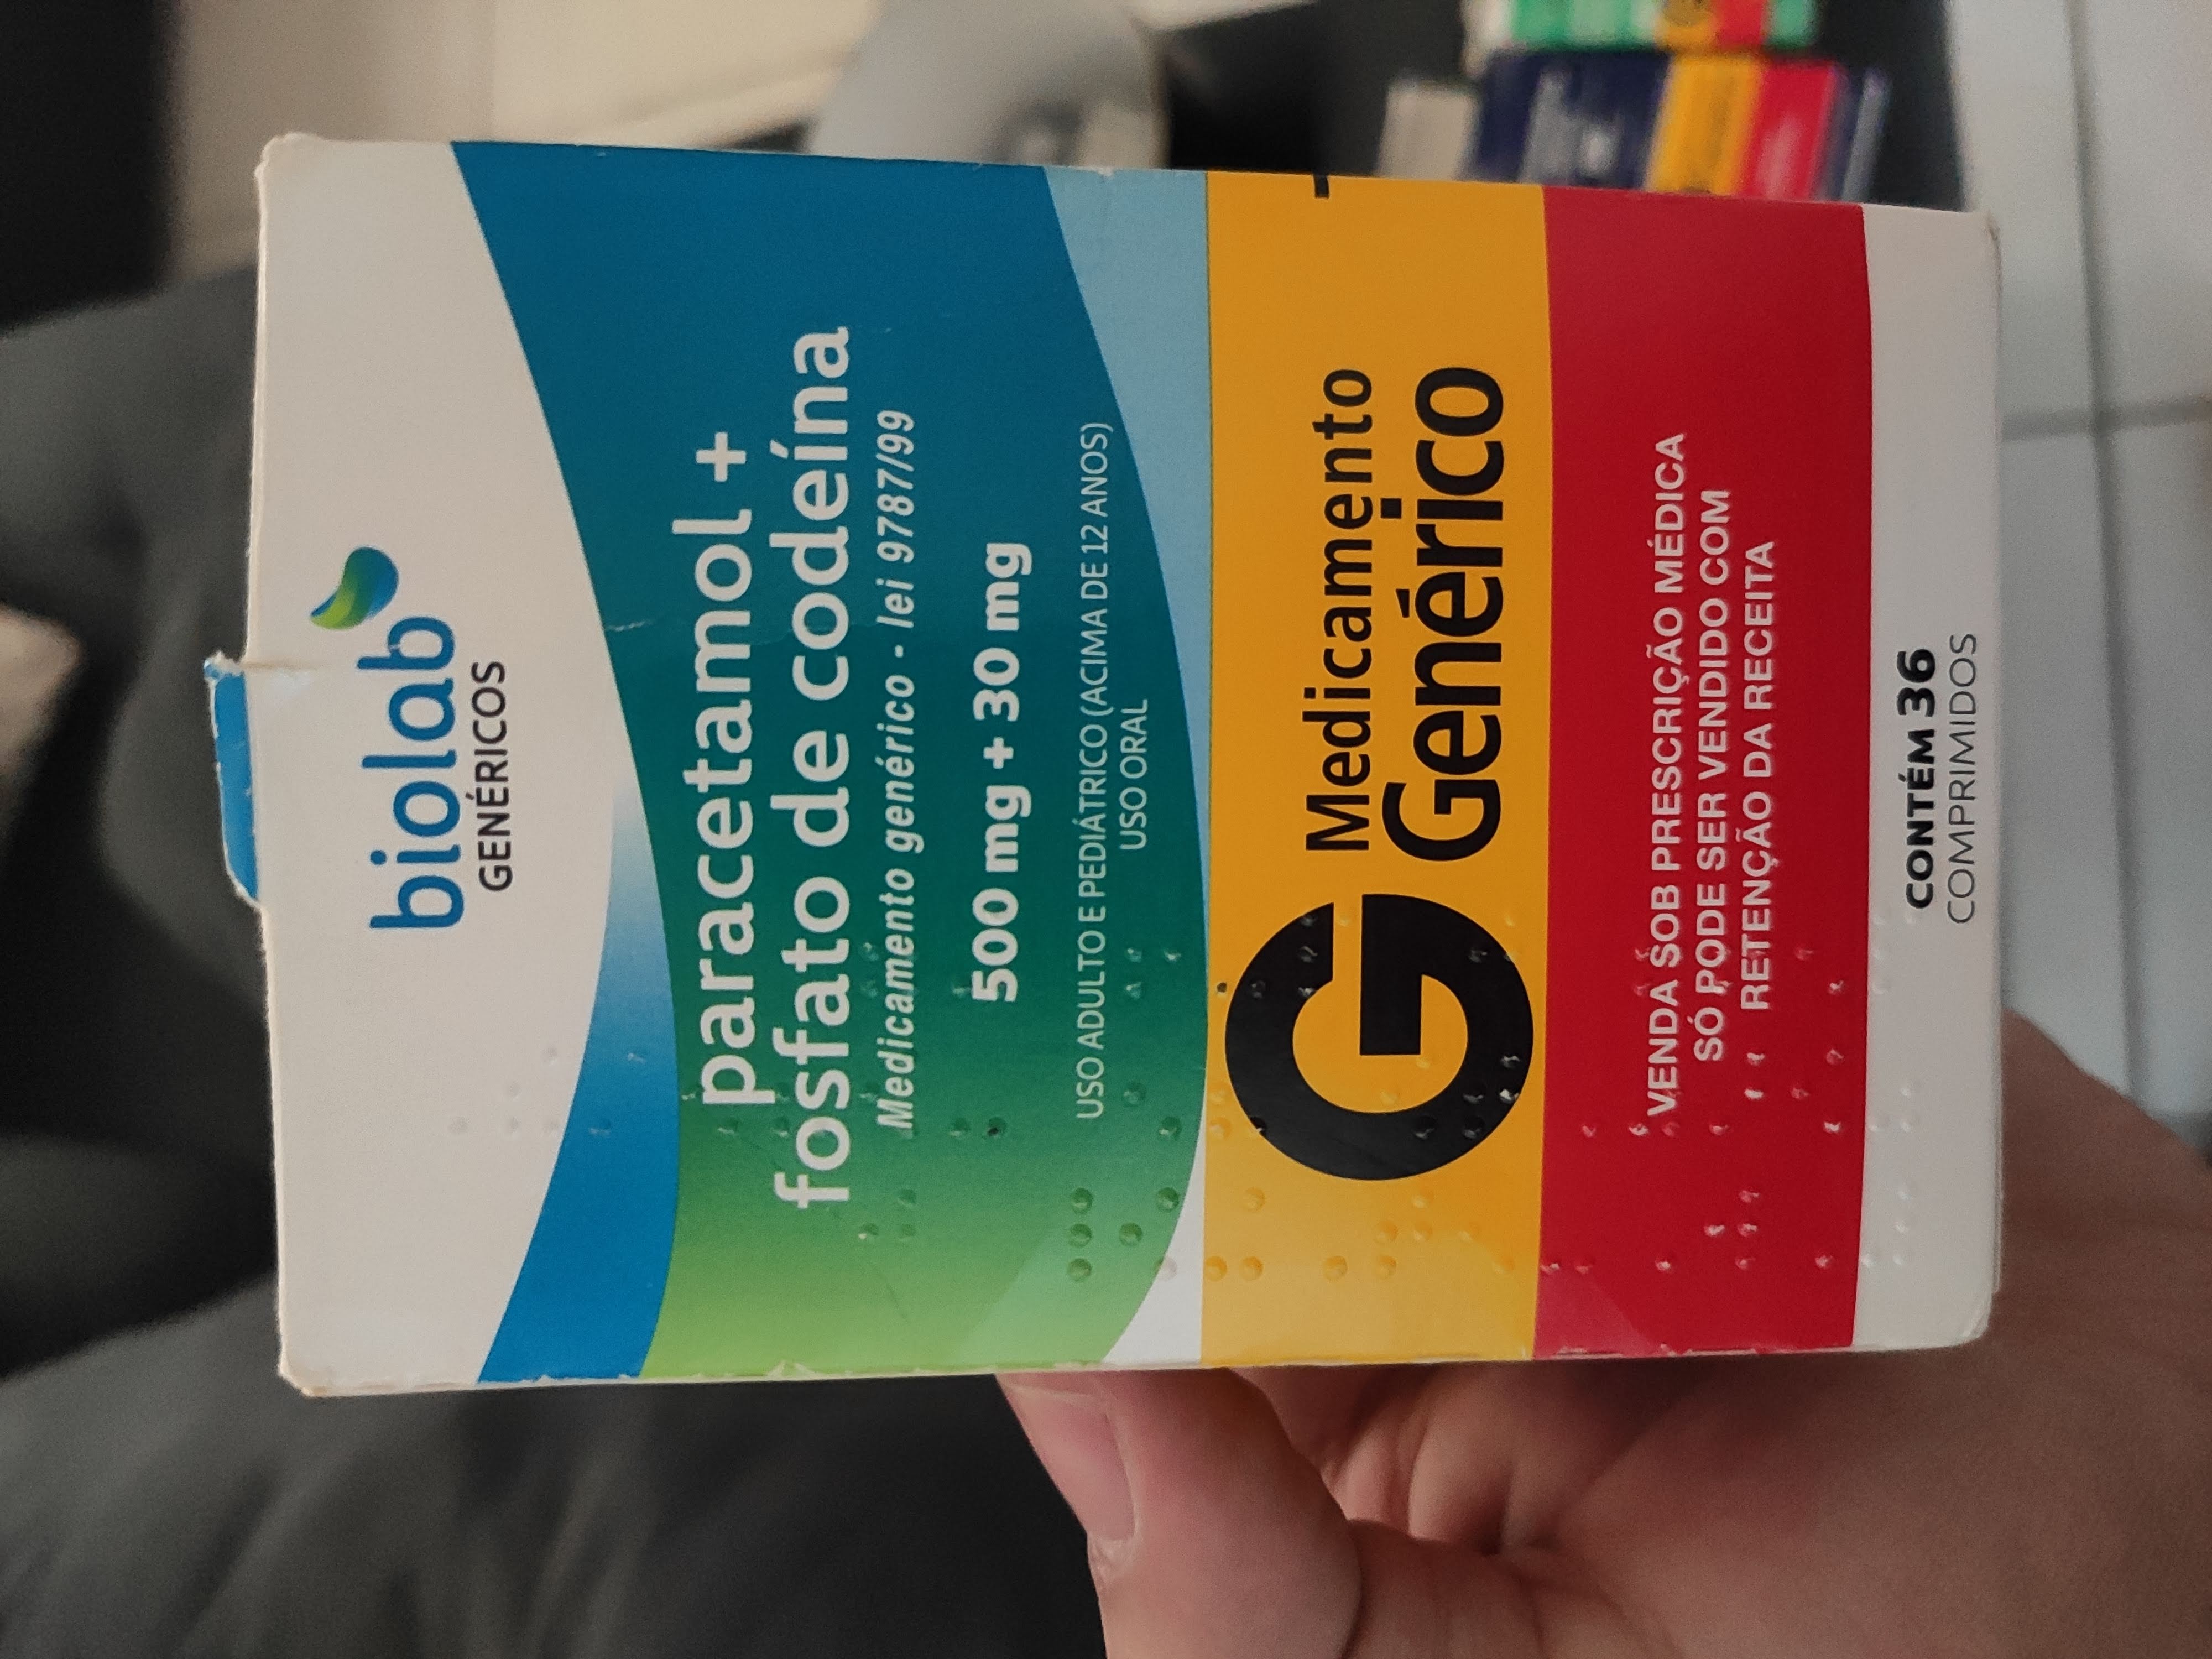 biolab
GENÉRICOS
paracetamol +
fosfato de codeína
Medicamento genérico - lei 9787/99
500 mg + 30 mg
USO ADULTO E PEDIÁTRICO (ACIMA DE 12 ANOS)
USO ORAL
G Medicamento
Genérico
VENDA SOB PRESCRIÇÃO MÉDICA
SÓ PODE SER VENDIDO COM
RETENÇÃO DA RECEITA
CONTÉM 36
COMPRIMIDOS